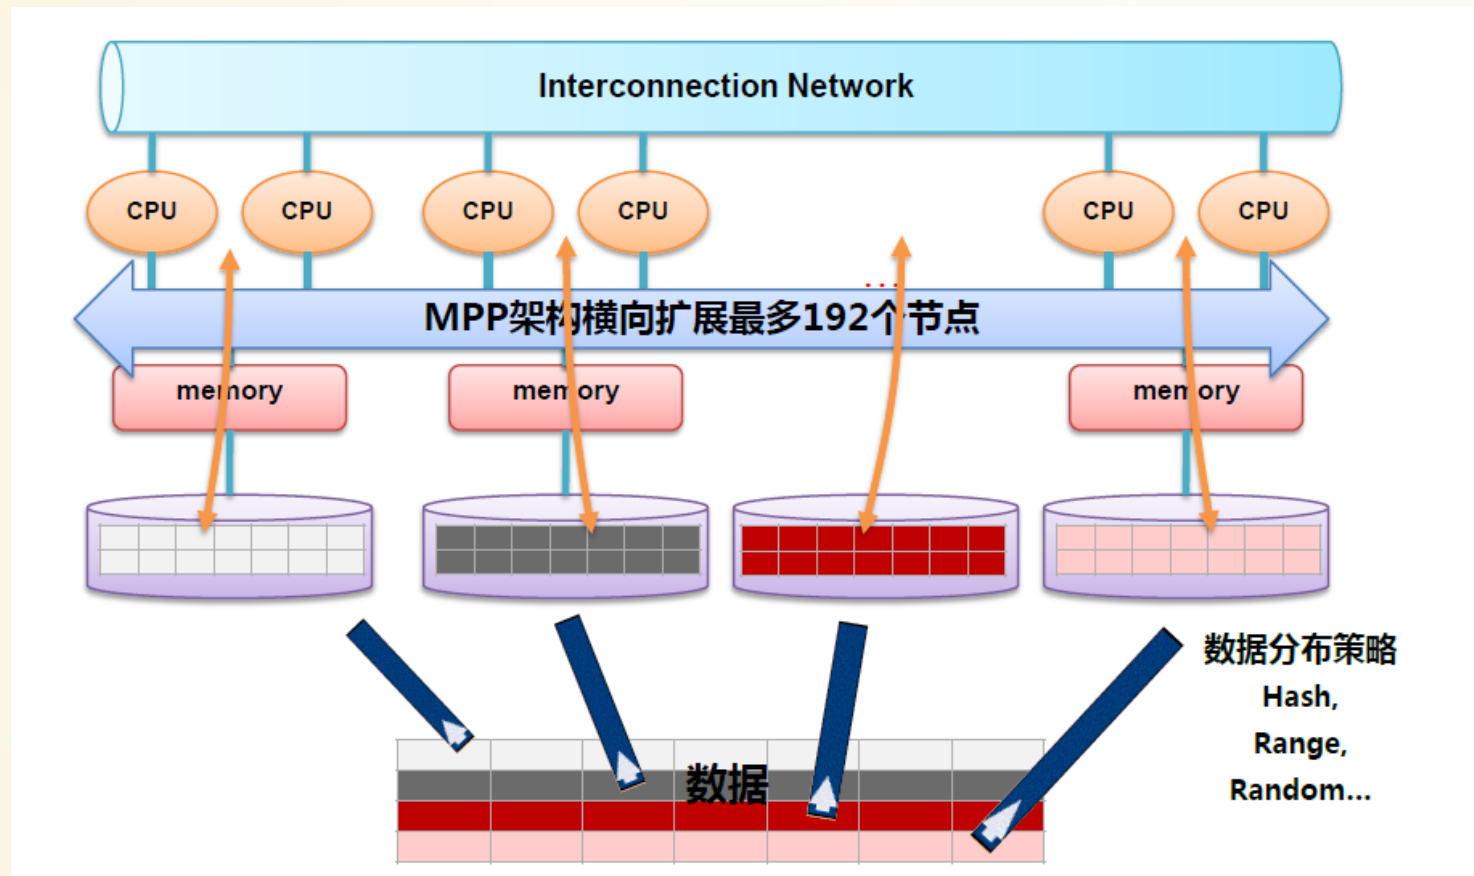 Interconnection Network
CPU
CPU
CPU
CPU
CPU
CPU
...
MPP架构横向扩展最多192个节点
memory
memory
memory
数据分布策略
Hash,
Range,
Random...
数据